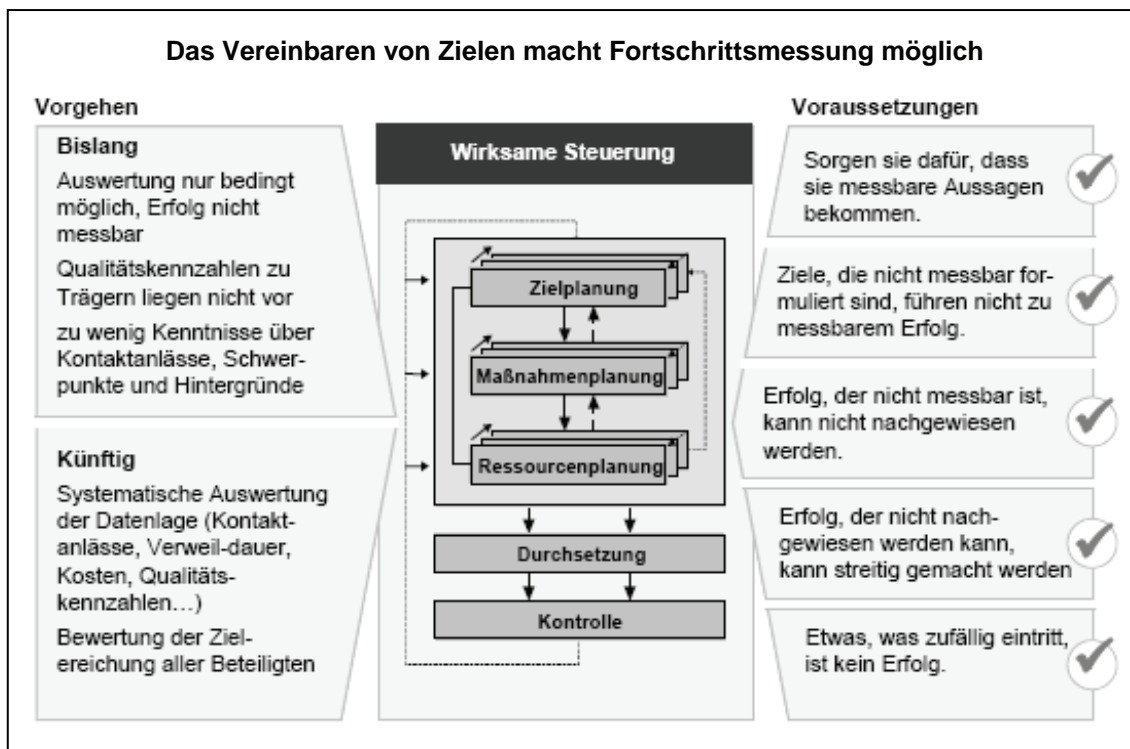 Das Vereinbaren von Zielen macht Fortschrittsmessung möglich
Vorgehen
Bislang
Auswertung nur bedingt
möglich, Erfolg nicht
messbar
Qualitätskennzahlen zu
Trägern liegen nicht vor
zu wenig Kenntnisse über
Kontaktanlässe, Schwer-
punkte und Hintergründe
Künftig
Systematische Auswertung
der Datenlage (Kontakt-
anlässe, Verweil-dauer,
Kosten, Qualitäts-
kennzahlen…)
Bewertung der Ziel-
ereichung aller Beteiligten
Wirksame Steuerung
Zielplanung
Maßnahmenplanung
Ressourcenplanung
Durchsetzung
Kontrolle
Voraussetzungen
Sorgen sie dafür, dass
sie messbare Aussagen
bekommen.
Ziele, die nicht messbar for-
muliert sind, führen nicht zu
messbarem Erfolg.
Erfolg, der nicht messbar ist,
kann nicht nachgewiesen
werden.
Erfolg, der nicht nach-
gewiesen werden kann,
kann streitig gemacht werden
Etwas, was zufällig eintritt,
ist kein Erfolg.